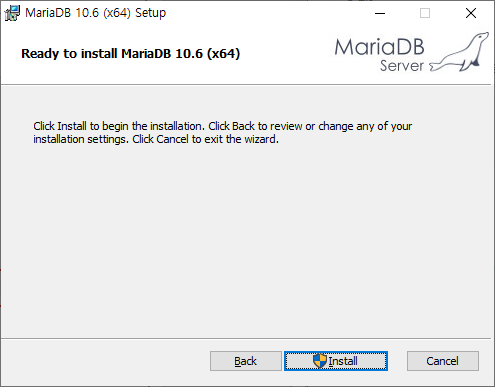 MariaDB 10.6 (x64) Setup
Ready to install MariaDB 10.6 (x64)
MariaDB
Server
Click Install to begin the installation. Click Back to review or change any of your
installation settings. Click Cancel to exit the wizard.
Back
Install
Cancel